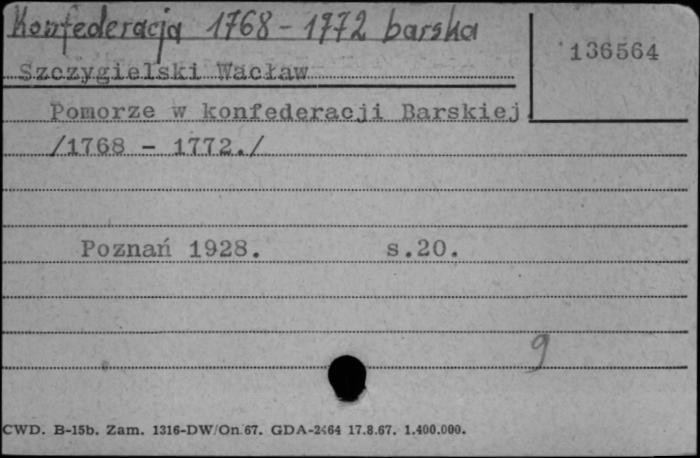 Konfederacja 1768 - 1772 barska
136564
Szczygielski Wacław
Pomorze w konfederacji Barskiej
/1768 - 1772./
Poznań 1928. s.20.
9
CWD. B-15b. Zam. 1316-DW/On 67. GDA-2464 17.8.67. 1.400.000.